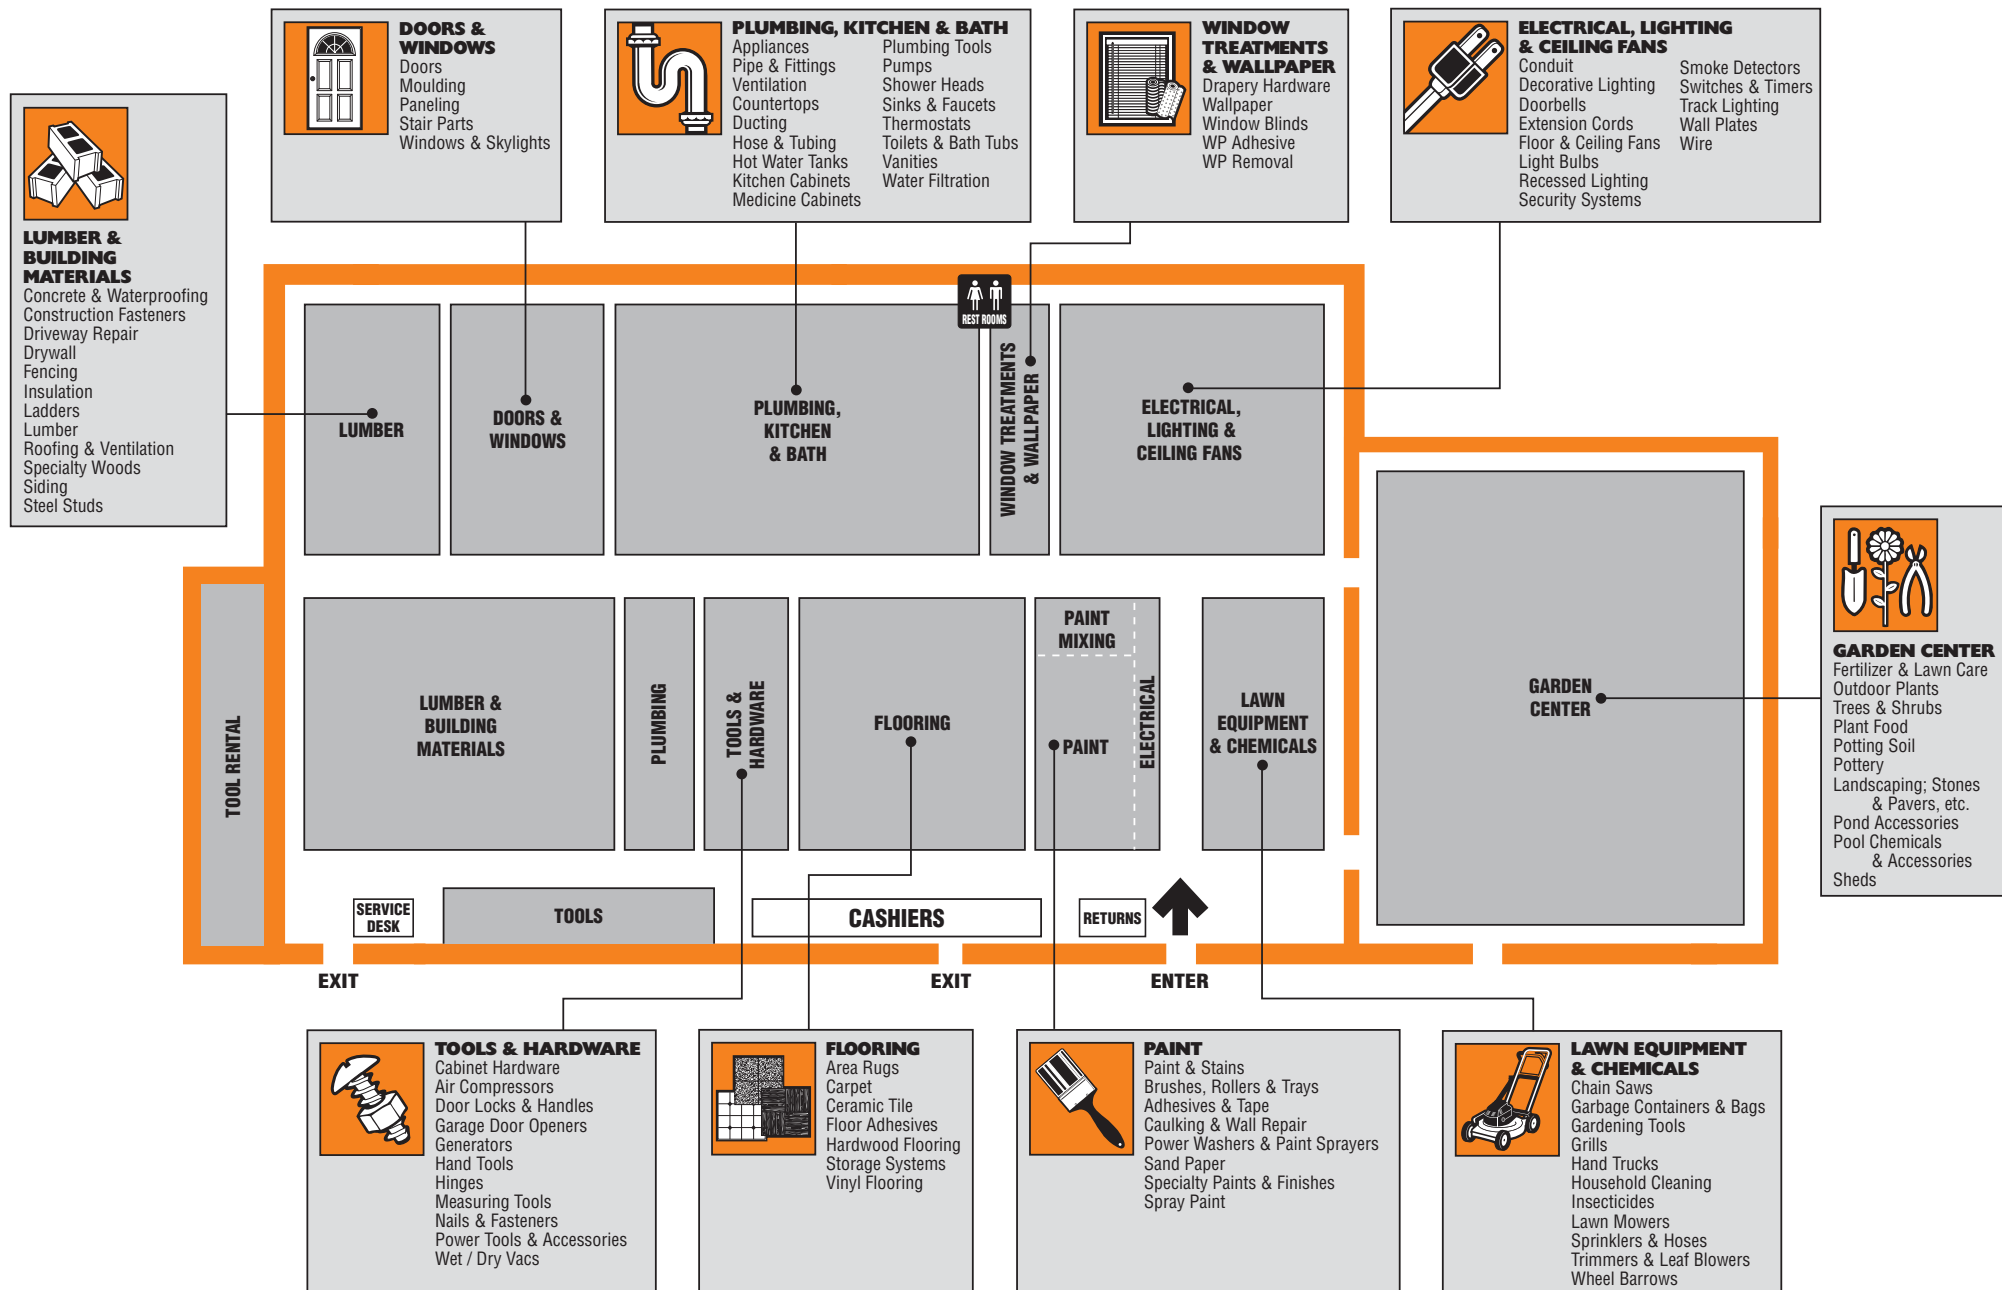 DOORS &
WINDOWS
Doors
Moulding
Paneling
Stair Parts
Windows & Skylights
PLUMBING, KITCHEN & BATH
Appliances
Pipe & Fittings
Ventilation
Countertops
Ducting
Hose & Tubing
Hot Water Tanks
Kitchen Cabinets
Medicine Cabinets
Plumbing Tools
Pumps
Shower Heads
Sinks & Faucets
Thermostats
Toilets & Bath Tubs
Vanities
Water Filtration
WINDOW
TREATMENTS
& WALLPAPER
Drapery Hardware
Wallpaper
Window Blinds
WP Adhesive
WP Removal
ELECTRICAL, LIGHTING
& CEILING FANS
Conduit
Decorative Lighting
Doorbells
Extension Cords
Floor & Ceiling Fans
Light Bulbs
Recessed Lighting
Security Systems
Smoke Detectors
Switches & Timers
Track Lighting
Wall Plates
Wire
LUMBER &
BUILDING
MATERIALS
Concrete & Waterproofing
Construction Fasteners
Driveway Repair
Drywall
Fencing
Insulation
Ladders
Lumber
Roofing & Ventilation
Specialty Woods
Siding
Steel Studs
REST ROOMS
LUMBER
DOORS &
WINDOWS
PLUMBING,
KITCHEN
& BATH
WINDOW TREATMENTS
& WALLPAPER
ELECTRICAL,
LIGHTING &
CEILING FANS
TOOL RENTAL
LUMBER &
BUILDING
MATERIALS
PLUMBING
TOOLS &
HARDWARE
FLOORING
PAINT
MIXING
PAINT
ELECTRICAL
LAWN
EQUIPMENT
& CHEMICALS
GARDEN
CENTER
GARDEN CENTER
Fertilizer & Lawn Care
Outdoor Plants
Trees & Shrubs
Plant Food
Potting Soil
Pottery
Landscaping; Stones
& Pavers, etc.
Pond Accessories
Pool Chemicals
& Accessories
Sheds
SERVICE
DESK
TOOLS
CASHIERS
RETURNS
EXIT
EXIT
ENTER
TOOLS & HARDWARE
Cabinet Hardware
Air Compressors
Door Locks & Handles
Garage Door Openers
Generators
Hand Tools
Hinges
Measuring Tools
Nails & Fasteners
Power Tools & Accessories
Wet / Dry Vacs
FLOORING
Area Rugs
Carpet
Ceramic Tile
Floor Adhesives
Hardwood Flooring
Storage Systems
Vinyl Flooring
PAINT
Paint & Stains
Brushes, Rollers & Trays
Adhesives & Tape
Caulking & Wall Repair
Power Washers & Paint Sprayers
Sand Paper
Specialty Paints & Finishes
Spray Paint
LAWN EQUIPMENT
& CHEMICALS
Chain Saws
Garbage Containers & Bags
Gardening Tools
Grills
Hand Trucks
Household Cleaning
Insecticides
Lawn Mowers
Sprinklers & Hoses
Trimmers & Leaf Blowers
Wheel Barrows